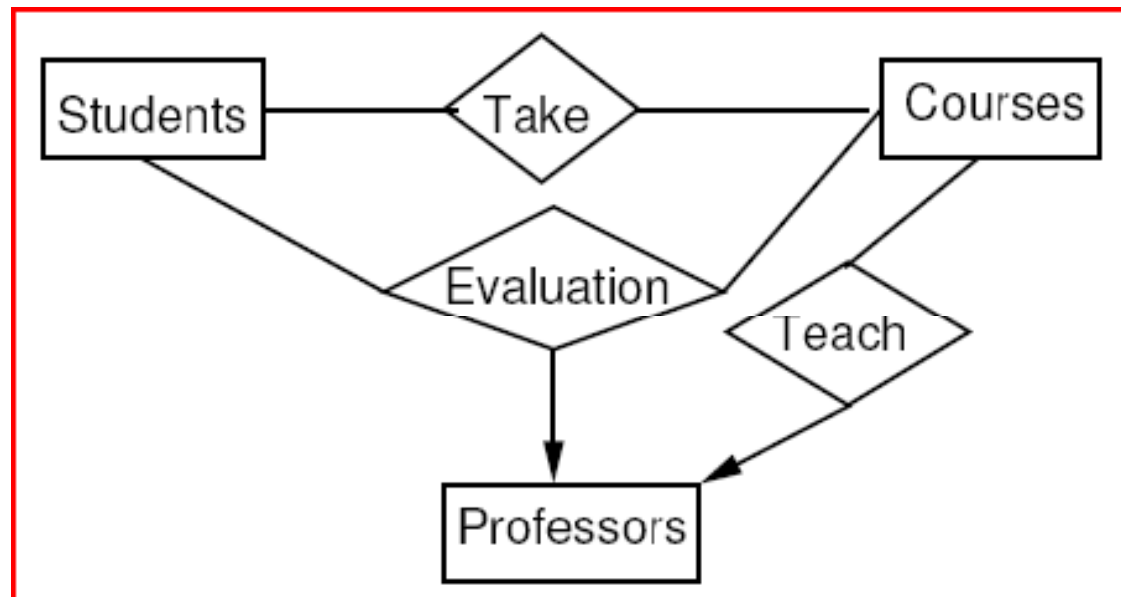 Students
Take
Courses
Evaluation
Teach
Professors